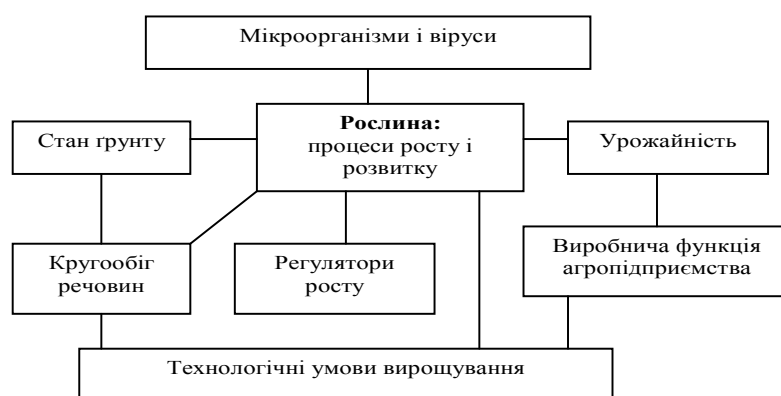 Мікроорганізми і віруси
Стан ґрунту
Рослина:
процеси росту і
розвитку
Урожайність
Кругообіг
речовин
Регулятори
росту
Виробнича функція
агропідприємства
Технологічні умови вирощування